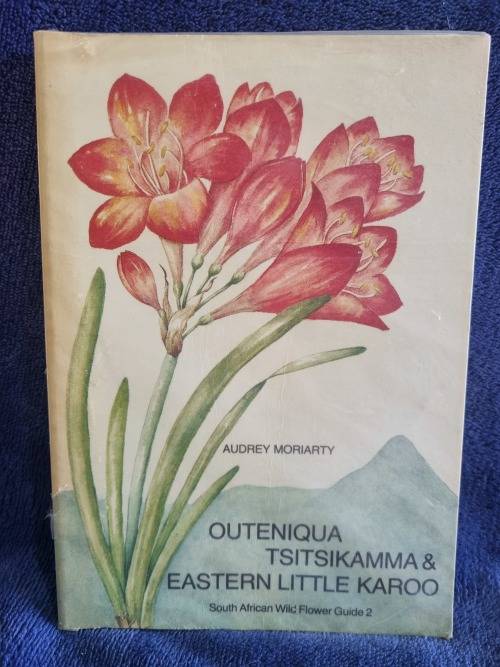 AUDREY MORIARTY
OUTENIQUA
TSITSIKAMMA &
EASTERN LITTLE KAROO
South African Wild Flower Guide 2